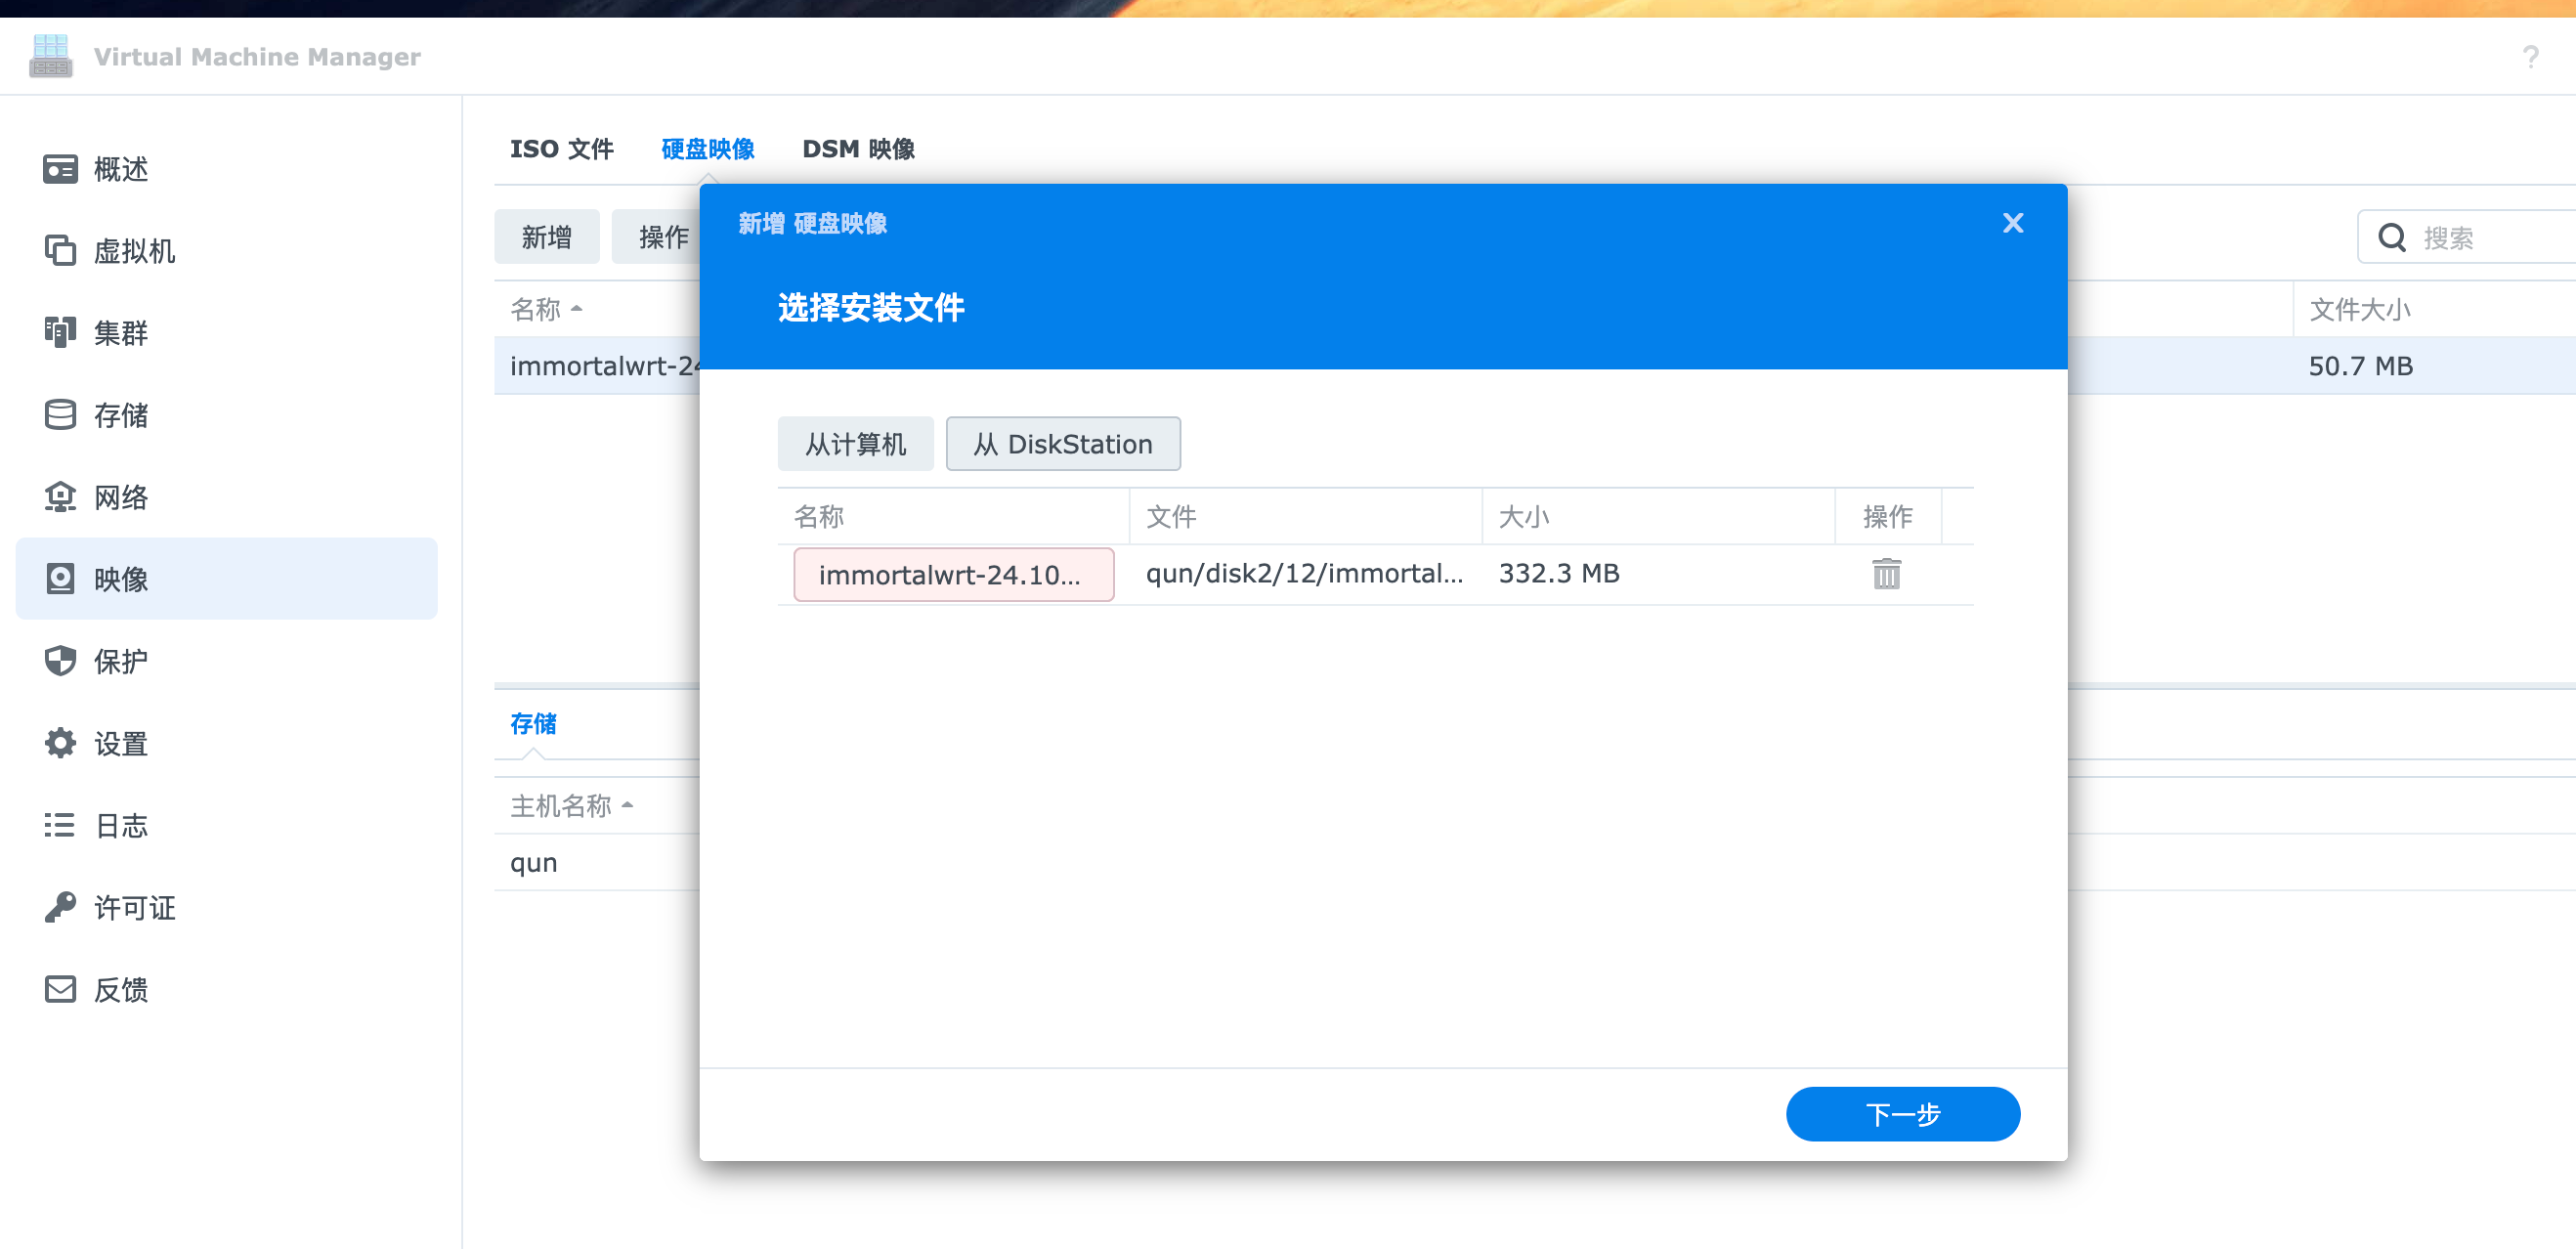 Virtual Machine Manager
?
概述
虚拟机
集群
存储
网络
映像
保护
设置
日志
许可证
反馈
ISO 文件 硬盘映像 DSM 映像
新增 操作
搜索
名称 文件大小
immortalwrt-24 50.7 MB
存储
主机名称
qun
新增 硬盘映像 X
选择安装文件
从计算机 从 DiskStation
名称 文件 大小 操作
immortalwrt-24.10... qun/disk2/12/immortal... 332.3 MB
下一步